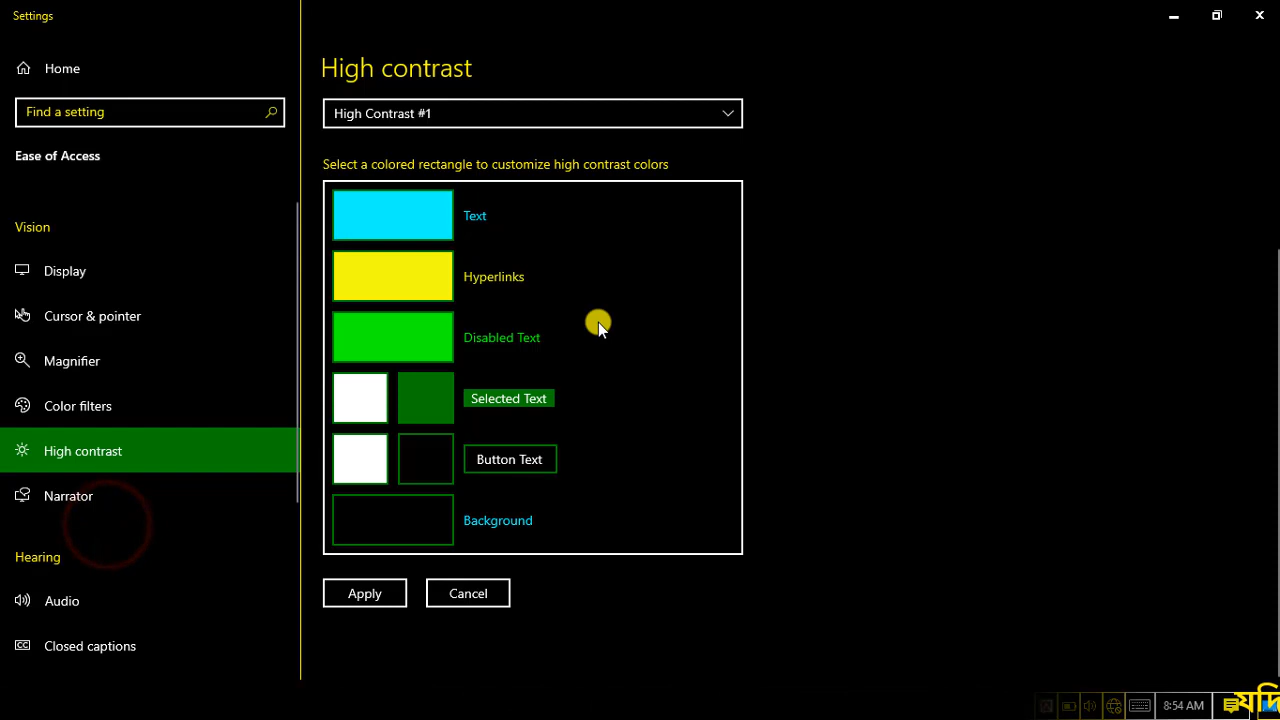 Settings
Home
Find a setting
Ease of Access
Vision
Display
Cursor & pointer
Magnifier
Color filters
High contrast
Narrator
Hearing
Audio
Closed captions
High contrast
High Contrast #1
Select a colored rectangle to customize high contrast colors
Text
Hyperlinks
Disabled Text
Selected Text
Button Text
Background
Apply
Cancel
8:54 AM
যদি